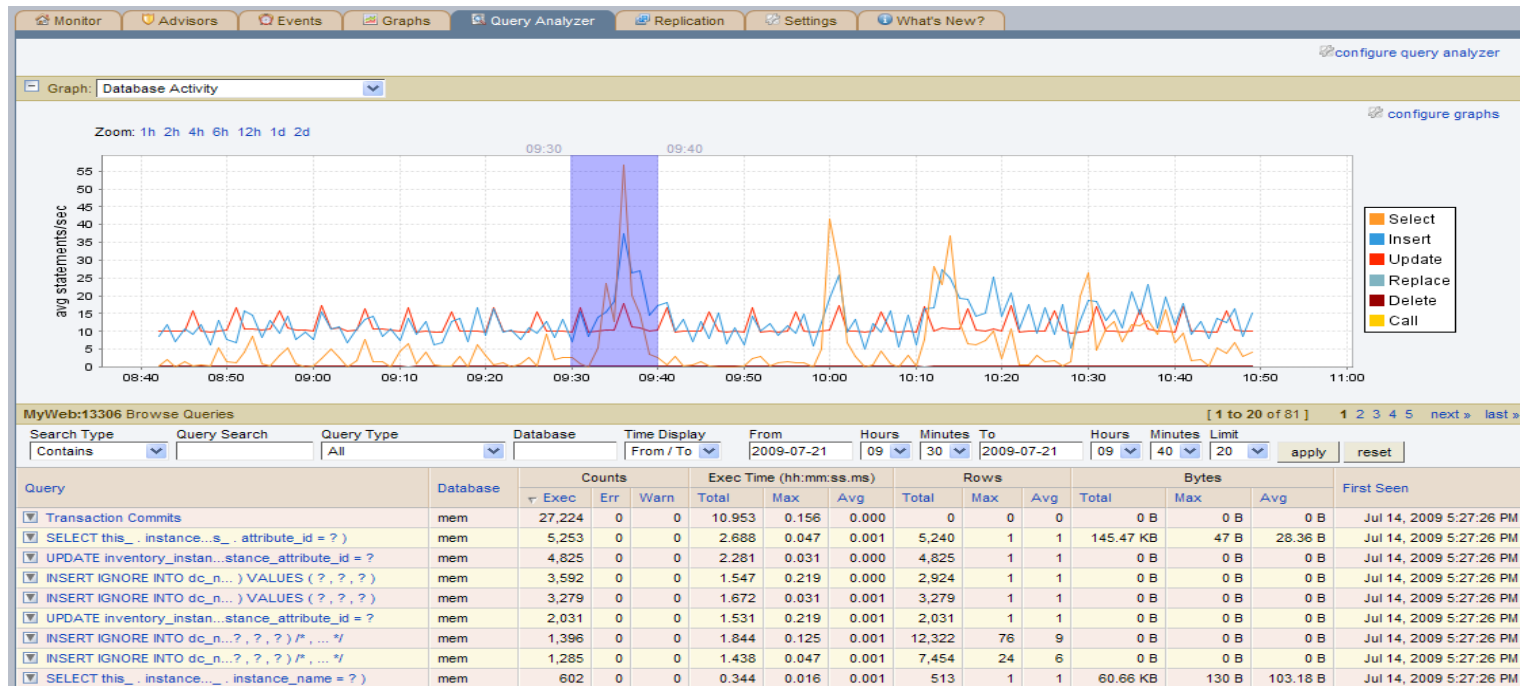 Monitor Advisors Events Graphs Query Analyzer Replication Settings What's New?
configure query analyzer
Graph: Database Activity
configure graphs
Zoom: 1h 2h 4h 6h 12h 1d 2d
09:30 09:40
avg statements/sec
55
50
45
40
35
30
25
20
15
10
5
0
08:40 08:50 09:00 09:10 09:20 09:30 09:40 09:50 10:00 10:10 10:20 10:30 10:40 10:50 11:00
Select
Insert
Update
Replace
Delete
Call
MyWeb:13306 Browse Queries [ 1 to 20 of 81 ] 1 2 3 4 5 next » last »
Search Type Query Search Query Type Database Time Display From Hours Minutes To Hours Minutes Limit
Contains All From / To 2009-07-21 09 30 2009-07-21 09 40 20 apply reset
Query Database Counts Exec Time (hh:mm:ss.ms) Rows Bytes First Seen
Exec Err Warn Total Max Avg Total Max Avg Total Max Avg
Transaction Commits mem 27,224 0 0 10.953 0.156 0.000 0 0 0 0 B 0 B 0 B Jul 14, 2009 5:27:26 PM
SELECT this_ . instance...s_ . attribute_id = ? ) mem 5,253 0 0 2.688 0.047 0.001 5,240 1 1 145.47 KB 47 B 28.36 B Jul 14, 2009 5:27:26 PM
UPDATE inventory_instan...stance_attribute_id = ? mem 4,825 0 0 2.281 0.031 0.000 4,825 1 1 0 B 0 B 0 B Jul 14, 2009 5:27:26 PM
INSERT IGNORE INTO dc_n... ) VALUES ( ? , ? , ? ) mem 3,592 0 0 1.547 0.219 0.000 2,924 1 1 0 B 0 B 0 B Jul 14, 2009 5:27:26 PM
INSERT IGNORE INTO dc_n... ) VALUES ( ? , ? , ? ) mem 3,279 0 0 1.672 0.031 0.001 3,279 1 1 0 B 0 B 0 B Jul 14, 2009 5:27:26 PM
UPDATE inventory_instan...stance_attribute_id = ? mem 2,031 0 0 1.531 0.219 0.001 2,031 1 1 0 B 0 B 0 B Jul 14, 2009 5:27:26 PM
INSERT IGNORE INTO dc_n...? , ? , ? ) /* , ... */ mem 1,396 0 0 1.844 0.125 0.001 12,322 76 9 0 B 0 B 0 B Jul 14, 2009 5:27:26 PM
INSERT IGNORE INTO dc_n...? , ? , ? ) /* , ... */ mem 1,285 0 0 1.438 0.047 0.001 7,454 24 6 0 B 0 B 0 B Jul 14, 2009 5:27:26 PM
SELECT this_ . instance..._ . instance_name = ? ) mem 602 0 0 0.344 0.016 0.001 513 1 1 60.66 KB 130 B 103.18 B Jul 14, 2009 5:27:26 PM